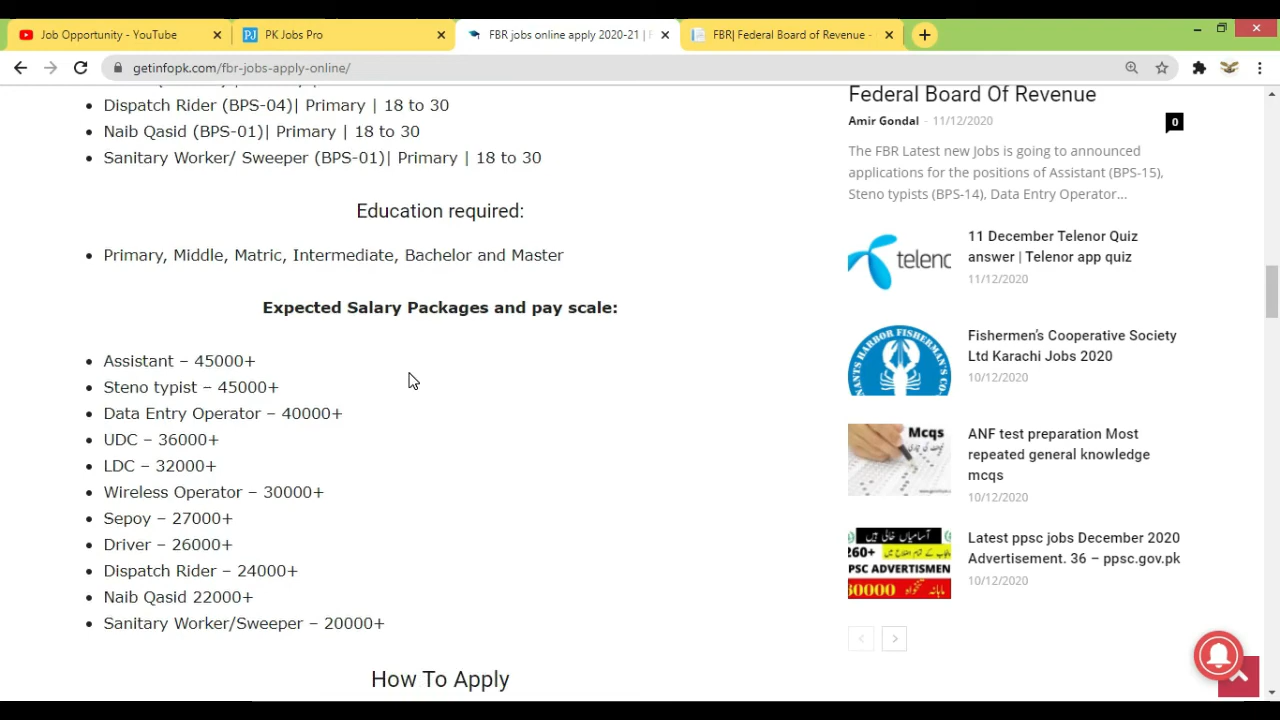 Job Opportunity - YouTube
PK Jobs Pro
FBR jobs online apply 2020-21 | F
FBR| Federal Board of Revenue -
getinfopk.com/fbr-jobs-apply-online/
Dispatch Rider (BPS-04)| Primary | 18 to 30
Naib Qasid (BPS-01)| Primary | 18 to 30
Sanitary Worker/ Sweeper (BPS-01)| Primary | 18 to 30
Education required:
Primary, Middle, Matric, Intermediate, Bachelor and Master
Expected Salary Packages and pay scale:
Assistant – 45000+
Steno typist – 45000+
Data Entry Operator – 40000+
UDC – 36000+
LDC – 32000+
Wireless Operator – 30000+
Sepoy – 27000+
Driver – 26000+
Dispatch Rider – 24000+
Naib Qasid 22000+
Sanitary Worker/Sweeper – 20000+
How To Apply
Federal Board Of Revenue
Amir Gondal - 11/12/2020
0
The FBR Latest new Jobs is going to announced
applications for the positions of Assistant (BPS-15),
Steno typists (BPS-14), Data Entry Operator...
telenc
11 December Telenor Quiz
answer | Telenor app quiz
11/12/2020
Fishermen's Cooperative Society
Ltd Karachi Jobs 2020
10/12/2020
Mcqs
ANF test preparation Most
repeated general knowledge
mcqs
10/12/2020
آسامیاں خالی ہیں
260+
PSC ADVERTISMEN
60000 ماہانہ تنخواہ
Latest ppsc jobs December 2020
Advertisement. 36 – ppsc.gov.pk
10/12/2020